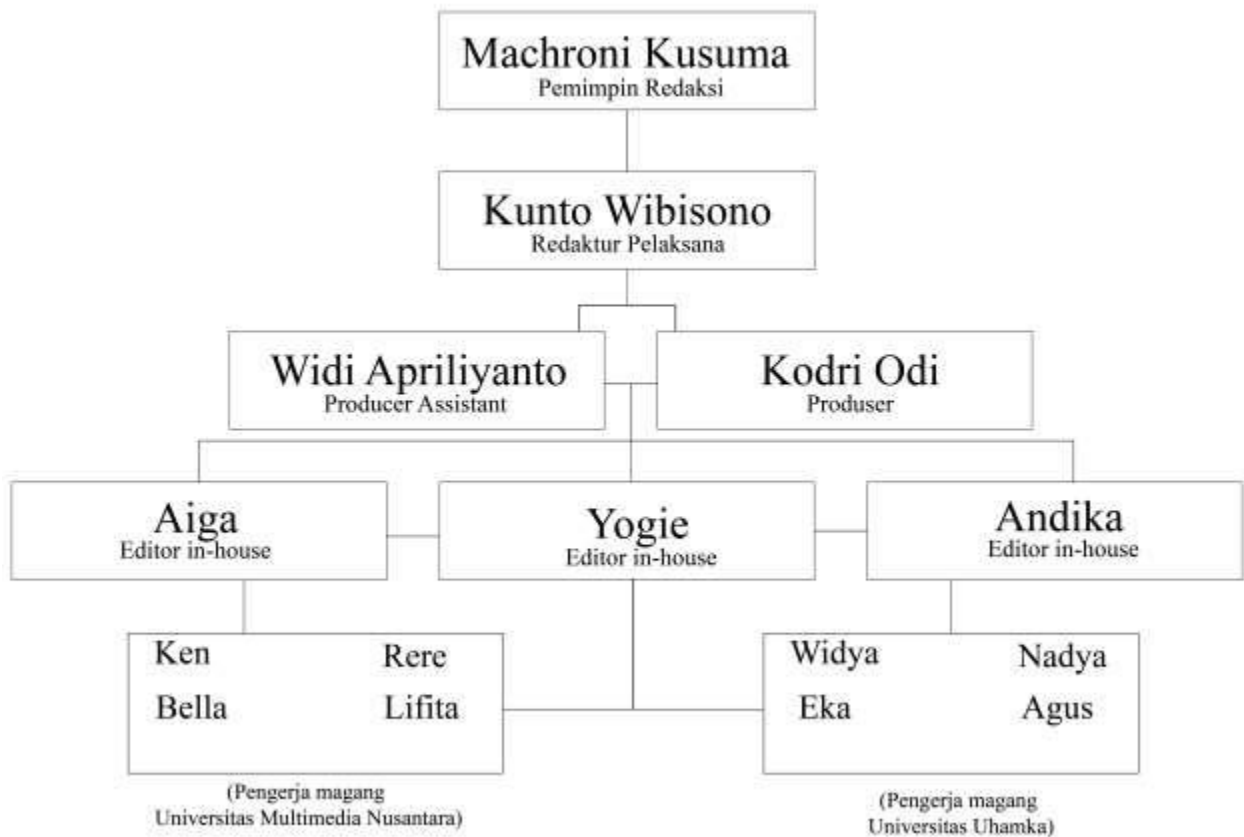 Machroni Kusuma
Pemimpin Redaksi
Kunto Wibisono
Redaktur Pelaksana
Widi Apriliyanto
Producer Assistant
Kodri Odi
Produser
Aiga
Editor in-house
Yogie
Editor in-house
Andika
Editor in-house
Ken Rere
Bella Lifita
Widya Nadya
Eka Agus
(Pengerja magang
Universitas Multimedia Nusantara)
(Pengerja magang
Universitas Uhamka)